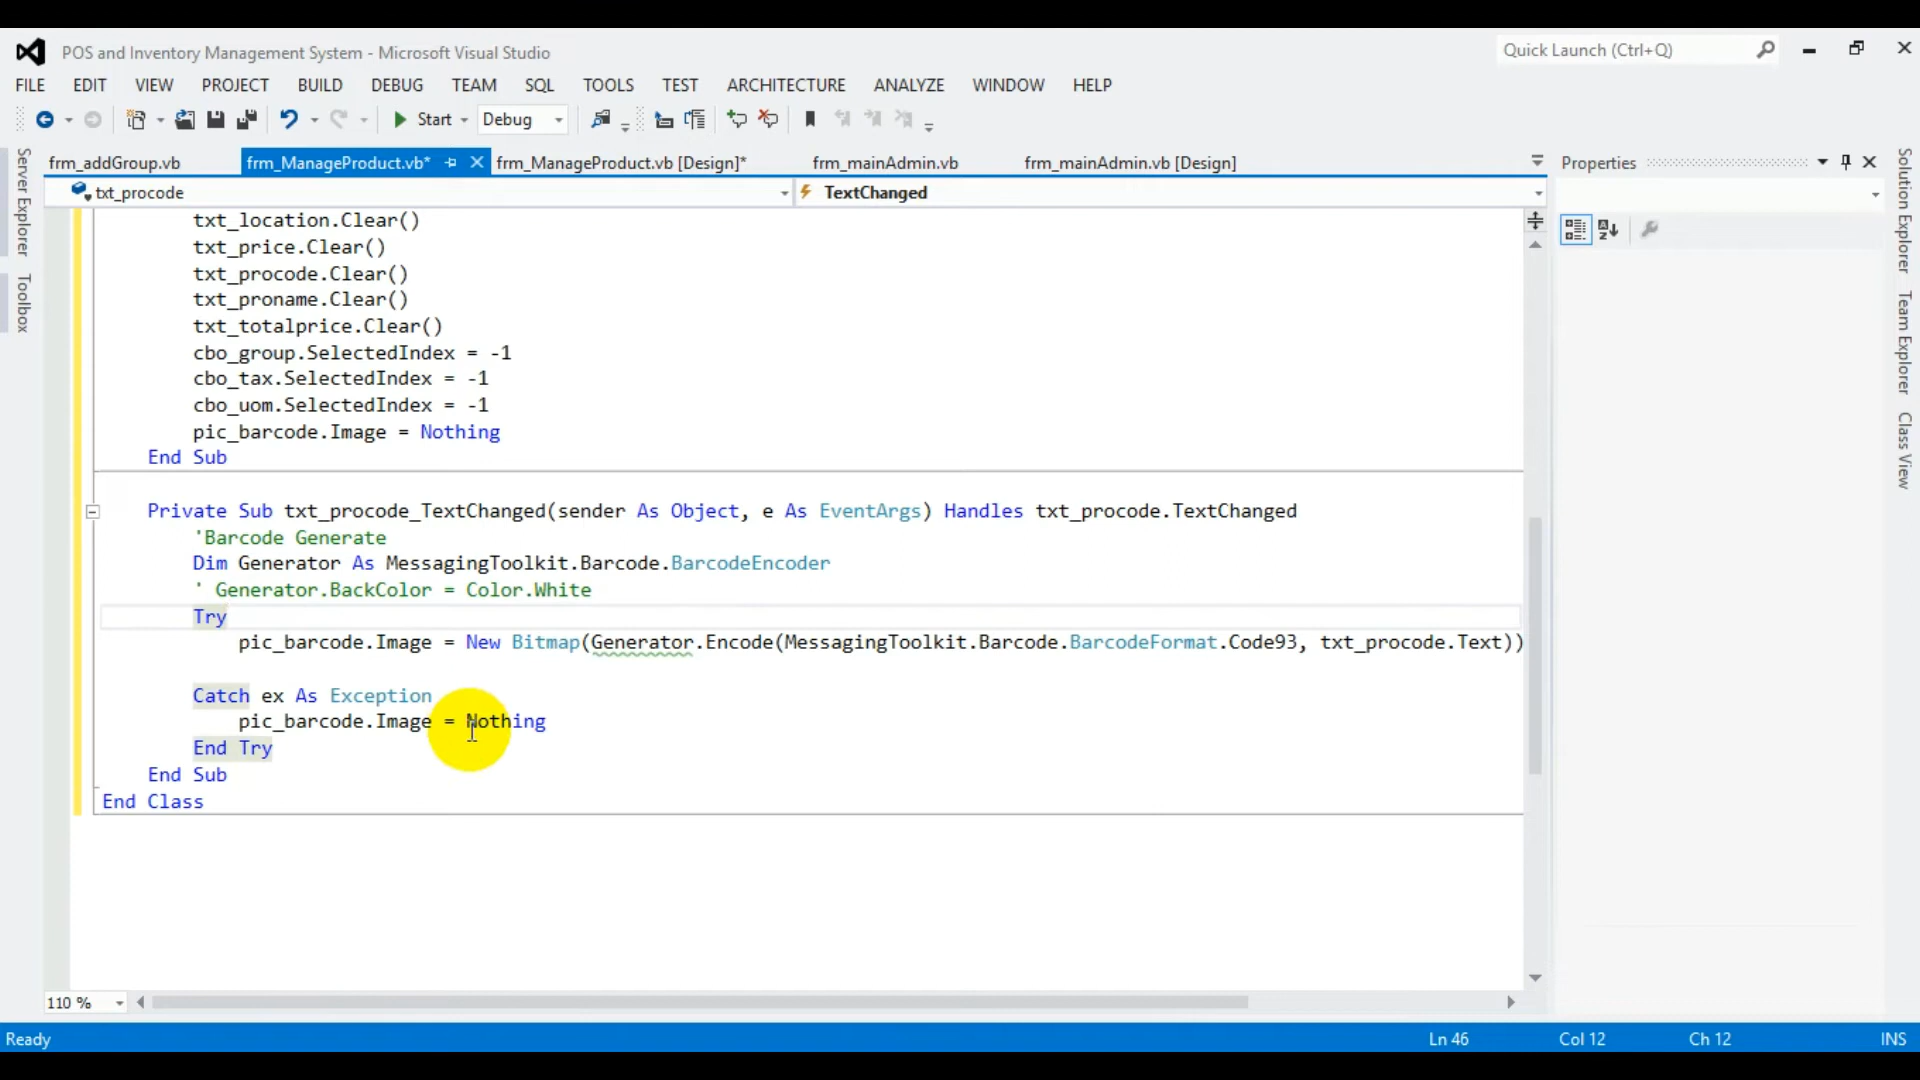 POS and Inventory Management System - Microsoft Visual Studio
Quick Launch (Ctrl+Q)
FILE EDIT VIEW PROJECT BUILD DEBUG TEAM SQL TOOLS TEST ARCHITECTURE ANALYZE WINDOW HELP
Start Debug
frm_addGroup.vb frm_ManageProduct.vb* frm_ManageProduct.vb [Design]* frm_mainAdmin.vb frm_mainAdmin.vb [Design]
txt_procode TextChanged
txt_location.Clear()
txt_price.Clear()
txt_procode.Clear()
txt_proname.Clear()
txt_totalprice.Clear()
cbo_group.SelectedIndex = -1
cbo_tax.SelectedIndex = -1
cbo_uom.SelectedIndex = -1
pic_barcode.Image = Nothing
End Sub
Private Sub txt_procode_TextChanged(sender As Object, e As EventArgs) Handles txt_procode.TextChanged
'Barcode Generate
Dim Generator As MessagingToolkit.Barcode.BarcodeEncoder
' Generator.BackColor = Color.White
Try
pic_barcode.Image = New Bitmap(Generator.Encode(MessagingToolkit.Barcode.BarcodeFormat.Code93, txt_procode.Text))
Catch ex As Exception
pic_barcode.Image = Nothing
End Try
End Sub
End Class
110 %
Ready
Ln 46 Col 12 Ch 12 INS
Server Explorer
Toolbox
Properties
Solution Explorer
Team Explorer
Class View